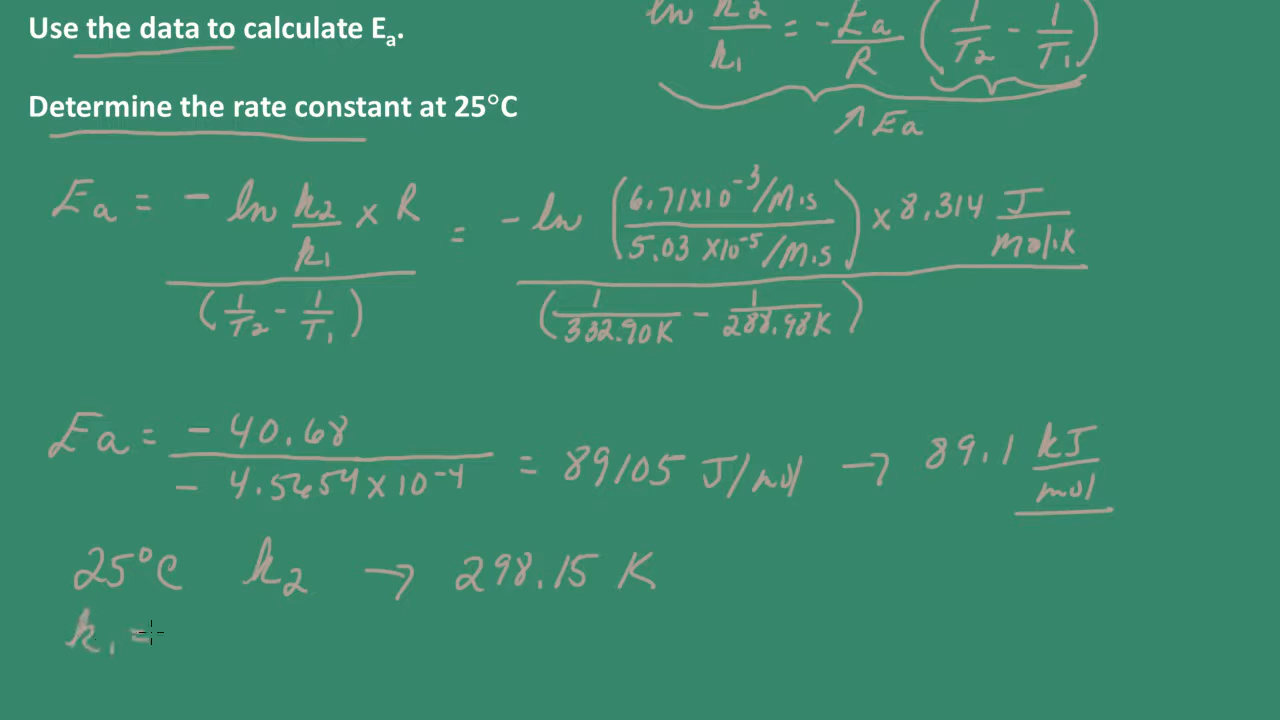 Use the data to calculate Ea.
ln k2/k1 = -Ea/R (1/T2 - 1/T1)
↗ Ea
Determine the rate constant at 25°C
Ea = - ln k2/k1 x R / (1/T2 - 1/T1) = - ln (6.71x10^-3/M.s / 5.03x10^-5/M.s) x 8.314 J/mol.K / (1/332.90K - 1/288.98K)
Ea = -40.68 / -4.5654x10^-4 = 89105 J/mol → 89.1 kJ/mol
25°C k2 → 298.15 K
k1 =